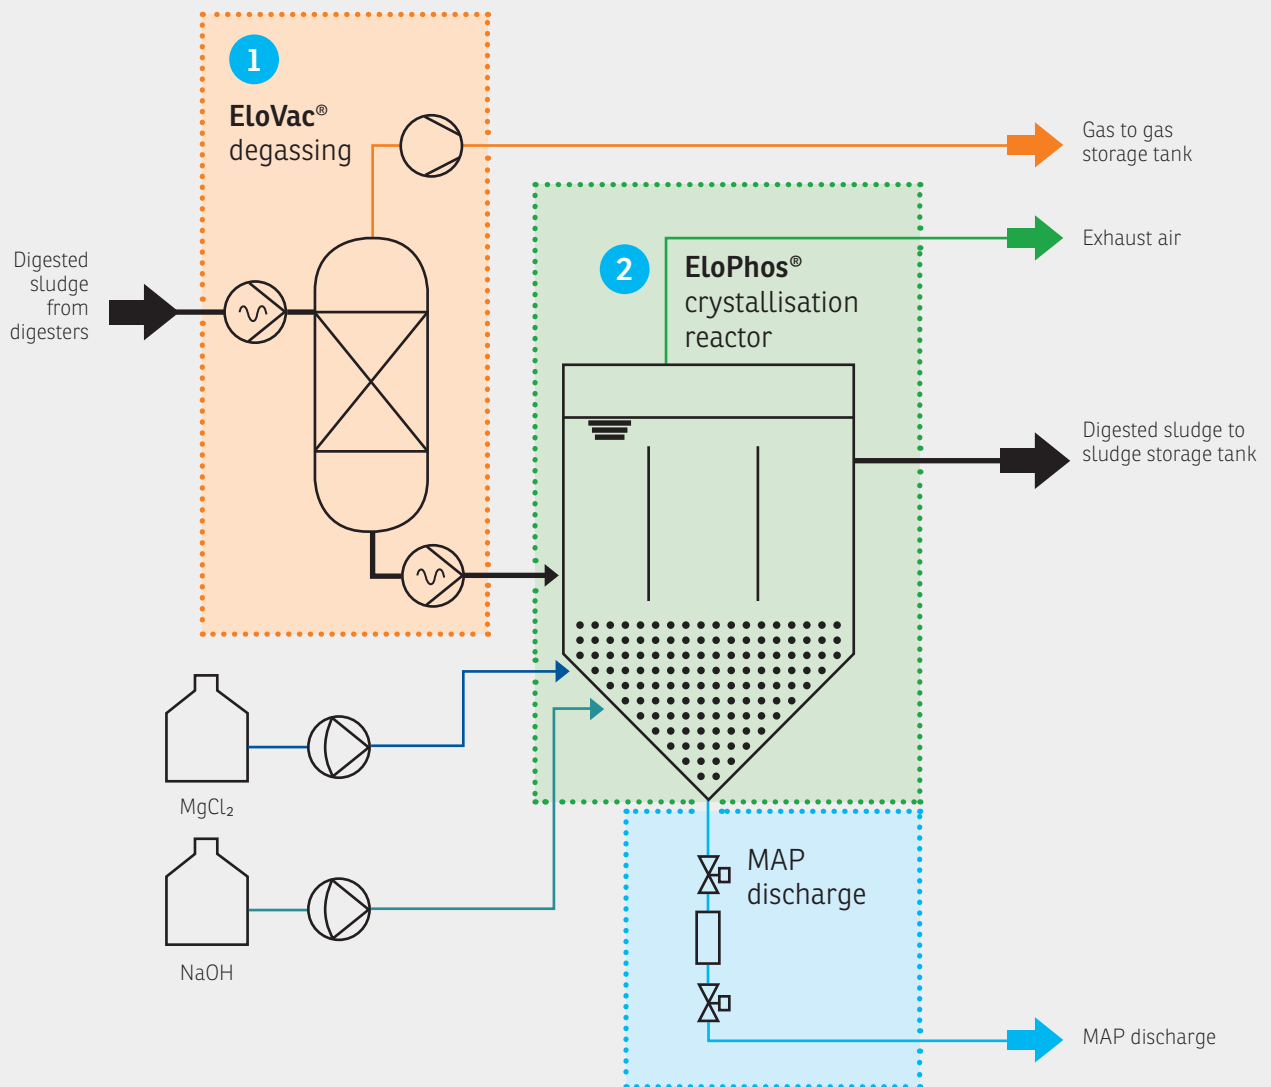 1
EloVac®
degassing
Gas to gas
storage tank
Exhaust air
Digested
sludge
from
digesters
2
EloPhos®
crystallisation
reactor
Digested sludge to
sludge storage tank
MgCl₂
NaOH
MAP
discharge
MAP discharge